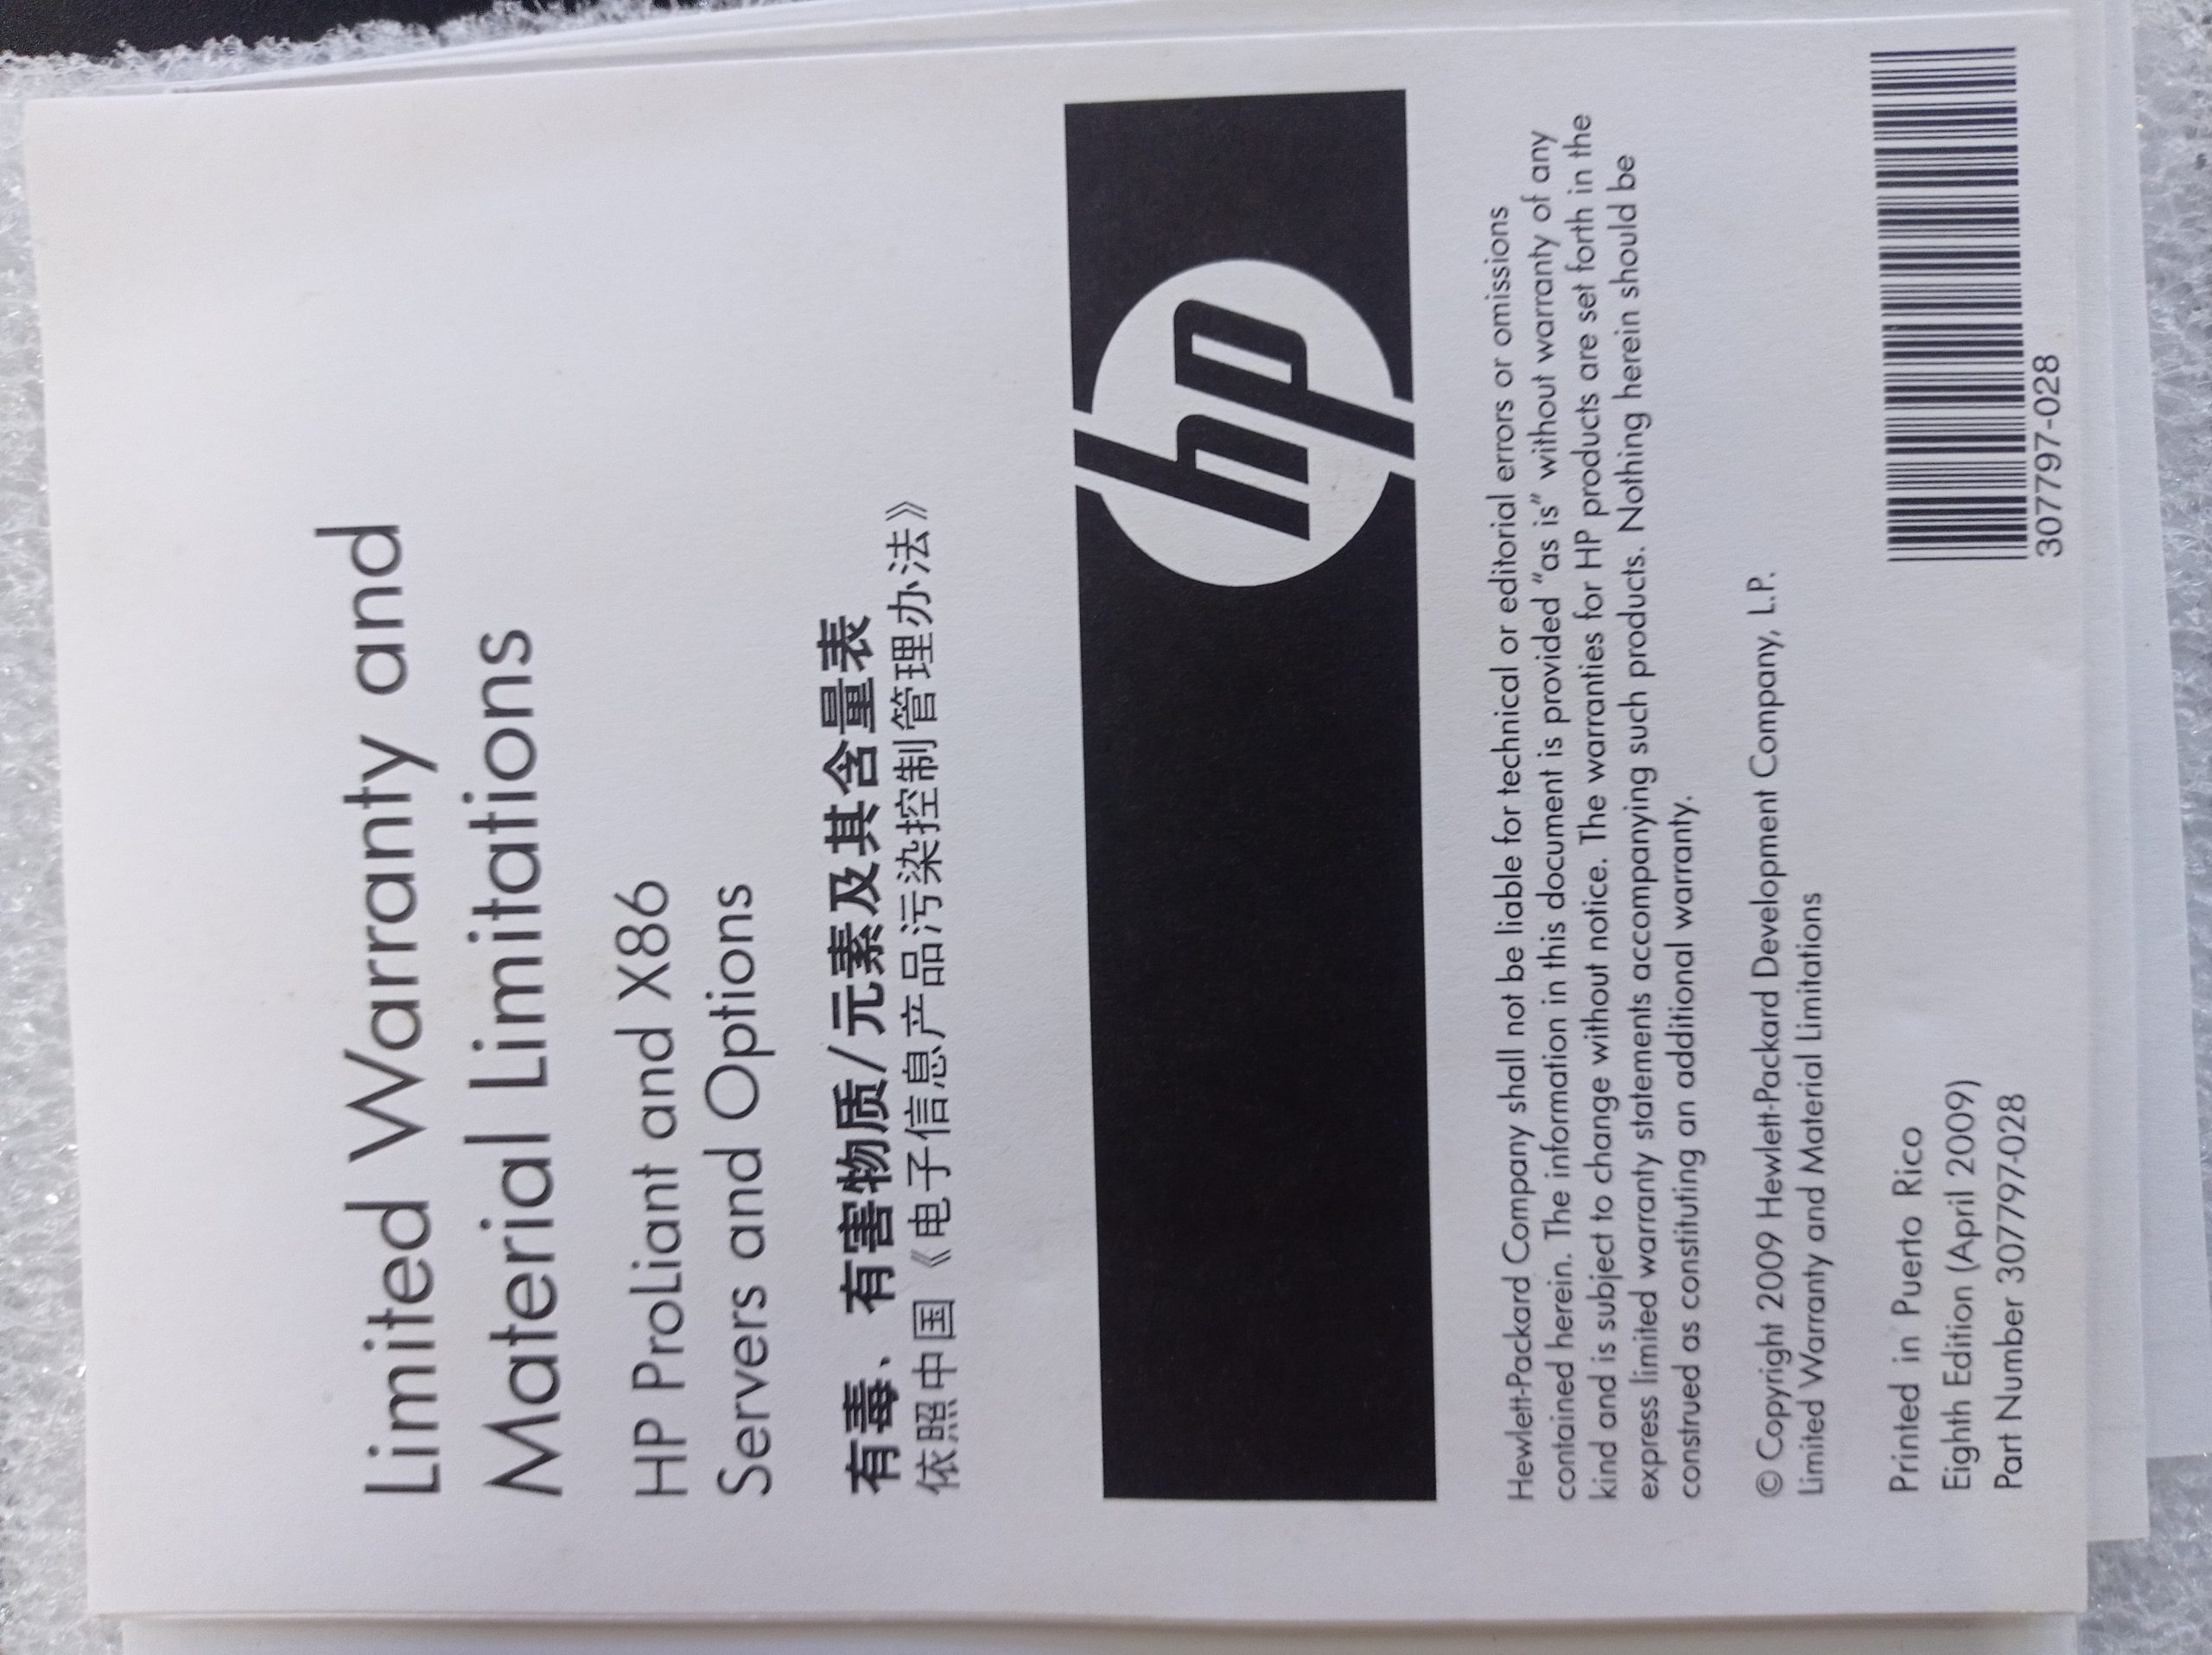 Limited Warranty and
Material Limitations
HP ProLiant and X86
Servers and Options
有毒、有害物质/元素及其含量表
依照中国《电子信息产品污染控制管理办法》
hp
Hewlett-Packard Company shall not be liable for technical or editorial errors or omissions
contained herein. The information in this document is provided “as is” without warranty of any
kind and is subject to change without notice. The warranties for HP products are set forth in the
express limited warranty statements accompanying such products. Nothing herein should be
construed as constituting an additional warranty.
© Copyright 2009 Hewlett-Packard Development Company, L.P.
Limited Warranty and Material Limitations
Printed in Puerto Rico
Eighth Edition (April 2009)
Part Number 307797-028
307797-028